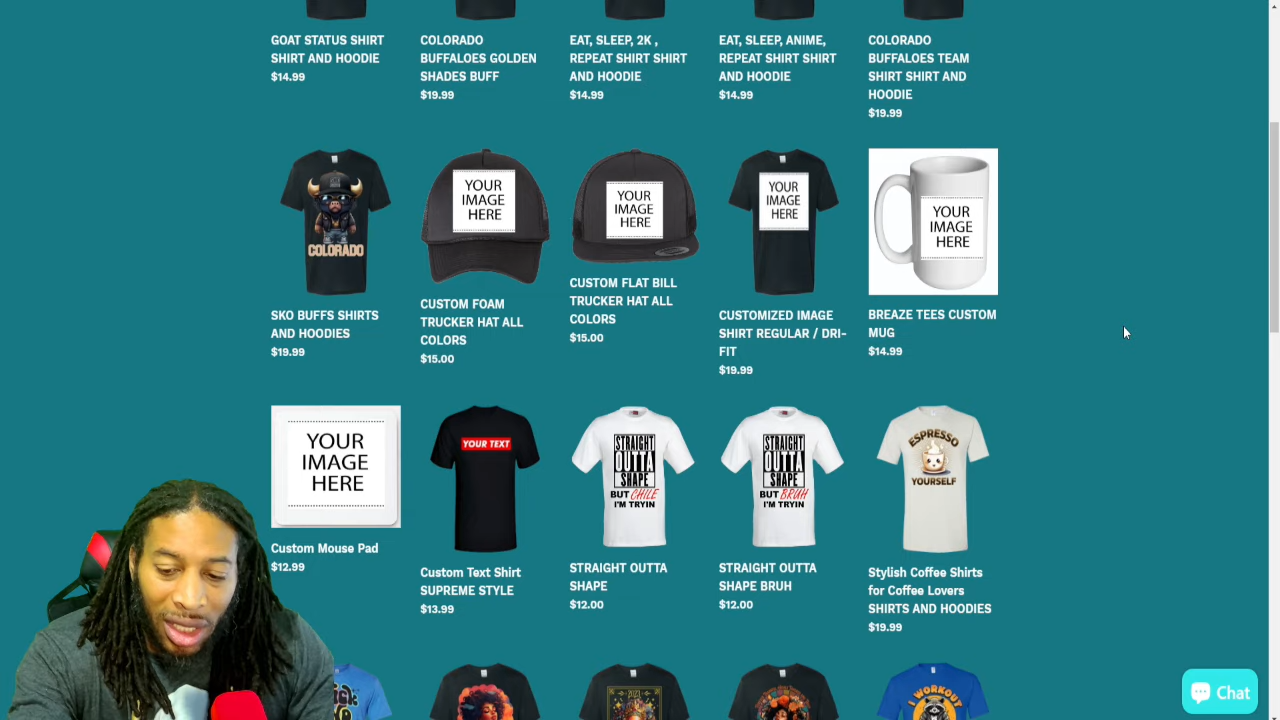 GOAT STATUS SHIRT
SHIRT AND HOODIE
$14.99
COLORADO
BUFFALOES GOLDEN
SHADES BUFF
$19.99
EAT, SLEEP, 2K ,
REPEAT SHIRT SHIRT
AND HOODIE
$14.99
EAT, SLEEP, ANIME,
REPEAT SHIRT SHIRT
AND HOODIE
$14.99
COLORADO
BUFFALOES TEAM
SHIRT SHIRT AND
HOODIE
$19.99
COLORADO
SKO BUFFS SHIRTS
AND HOODIES
$19.99
YOUR
IMAGE
HERE
CUSTOM FOAM
TRUCKER HAT ALL
COLORS
$15.00
YOUR
IMAGE
HERE
CUSTOM FLAT BILL
TRUCKER HAT ALL
COLORS
$15.00
YOUR
IMAGE
HERE
CUSTOMIZED IMAGE
SHIRT REGULAR / DRI-
FIT
$19.99
YOUR
IMAGE
HERE
BREAZE TEES CUSTOM
MUG
$14.99
YOUR
IMAGE
HERE
Custom Mouse Pad
$12.99
YOUR TEXT
Custom Text Shirt
SUPREME STYLE
$13.99
STRAIGHT
OUTTA
SHAPE
BUT CHILE
I'M TRYIN
STRAIGHT OUTTA
SHAPE
$12.00
STRAIGHT
OUTTA
SHAPE
BUT BRUH
I'M TRYIN
STRAIGHT OUTTA
SHAPE BRUH
$12.00
ESPRESSO
YOURSELF
Stylish Coffee Shirts
for Coffee Lovers
SHIRTS AND HOODIES
$19.99
I WORKOUT
Chat